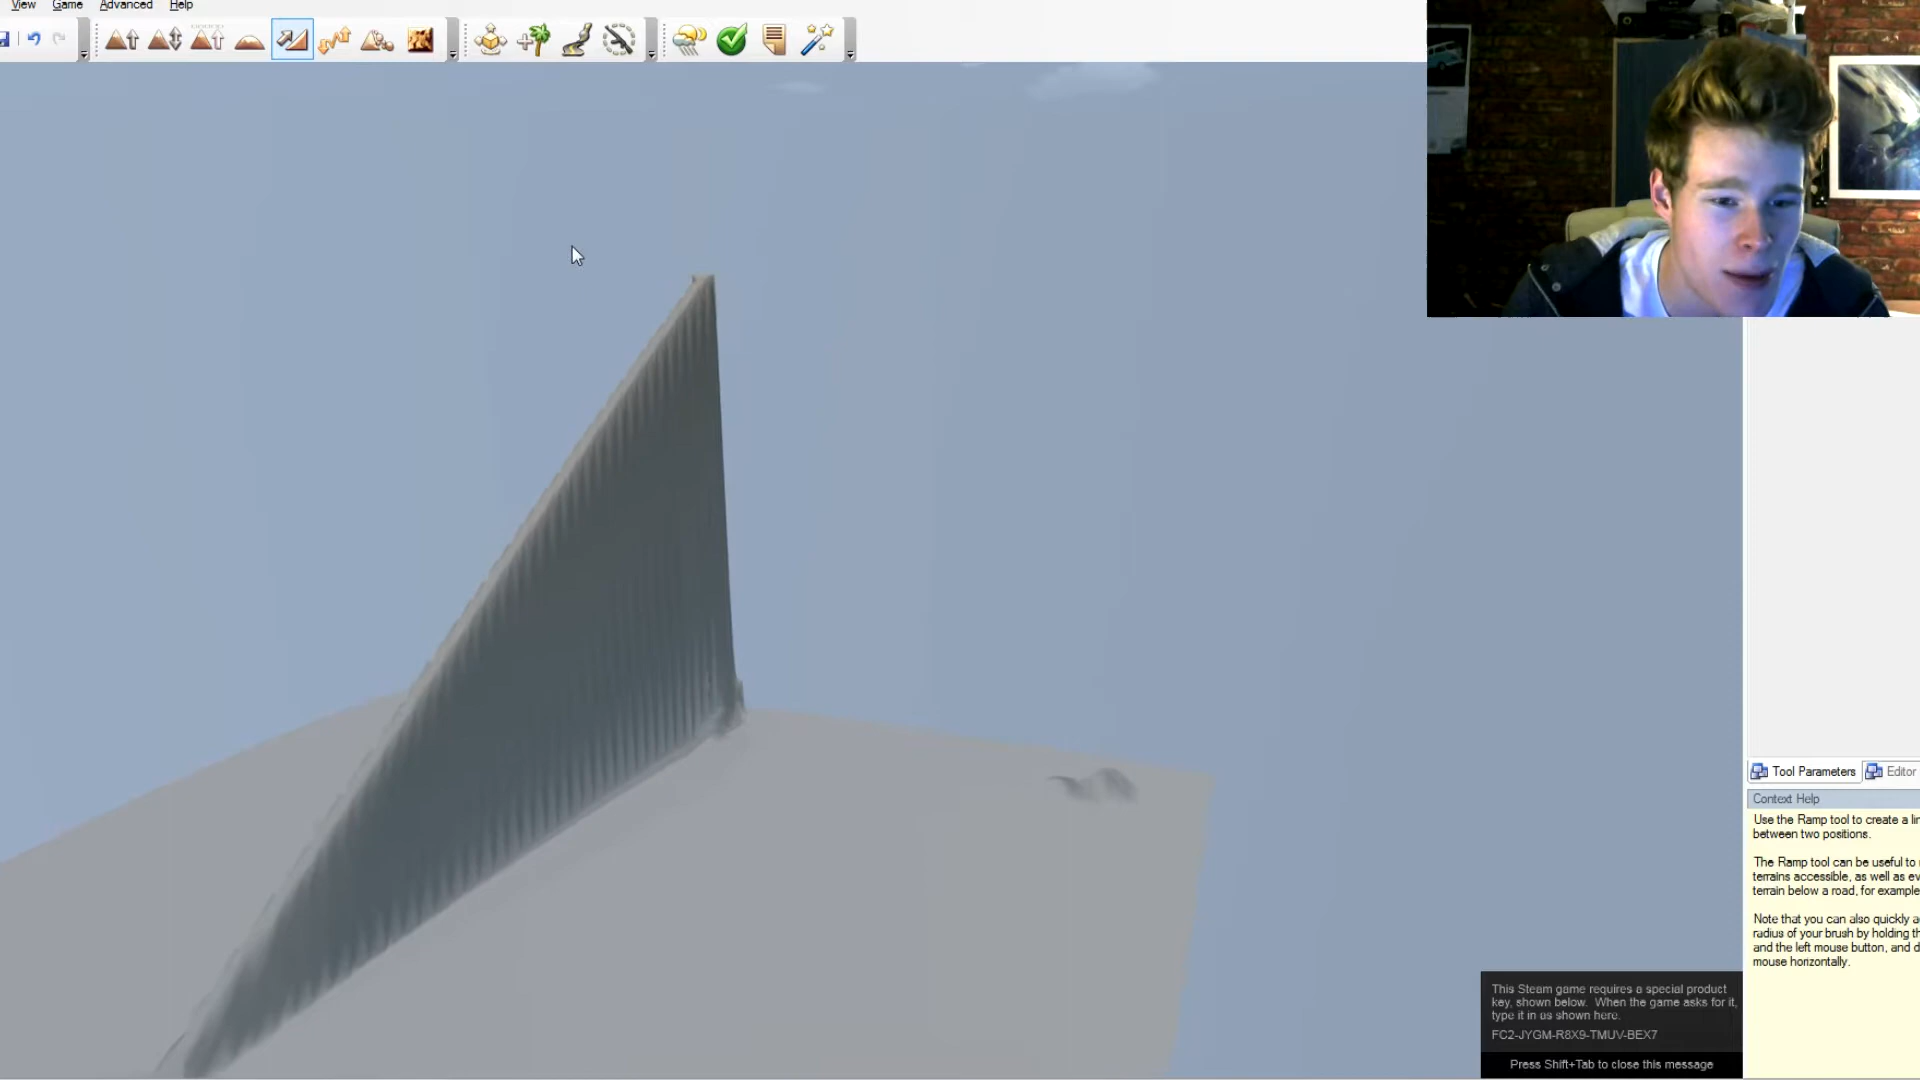 View Game Advanced Help
Tool Parameters Editor
Context Help
Use the Ramp tool to create a
between two positions.
The Ramp tool can be useful to
terrains accessible, as well as
terrain below a road, for example
Note that you can also quickly
radius of your brush by holding
and the left mouse button, and
mouse horizontally.
This Steam game requires a special product
key, shown below. When the game asks for it,
type it in as shown here.
FC2-JYGM-R8X9-TMUV-BEX7
Press Shift+Tab to close this message